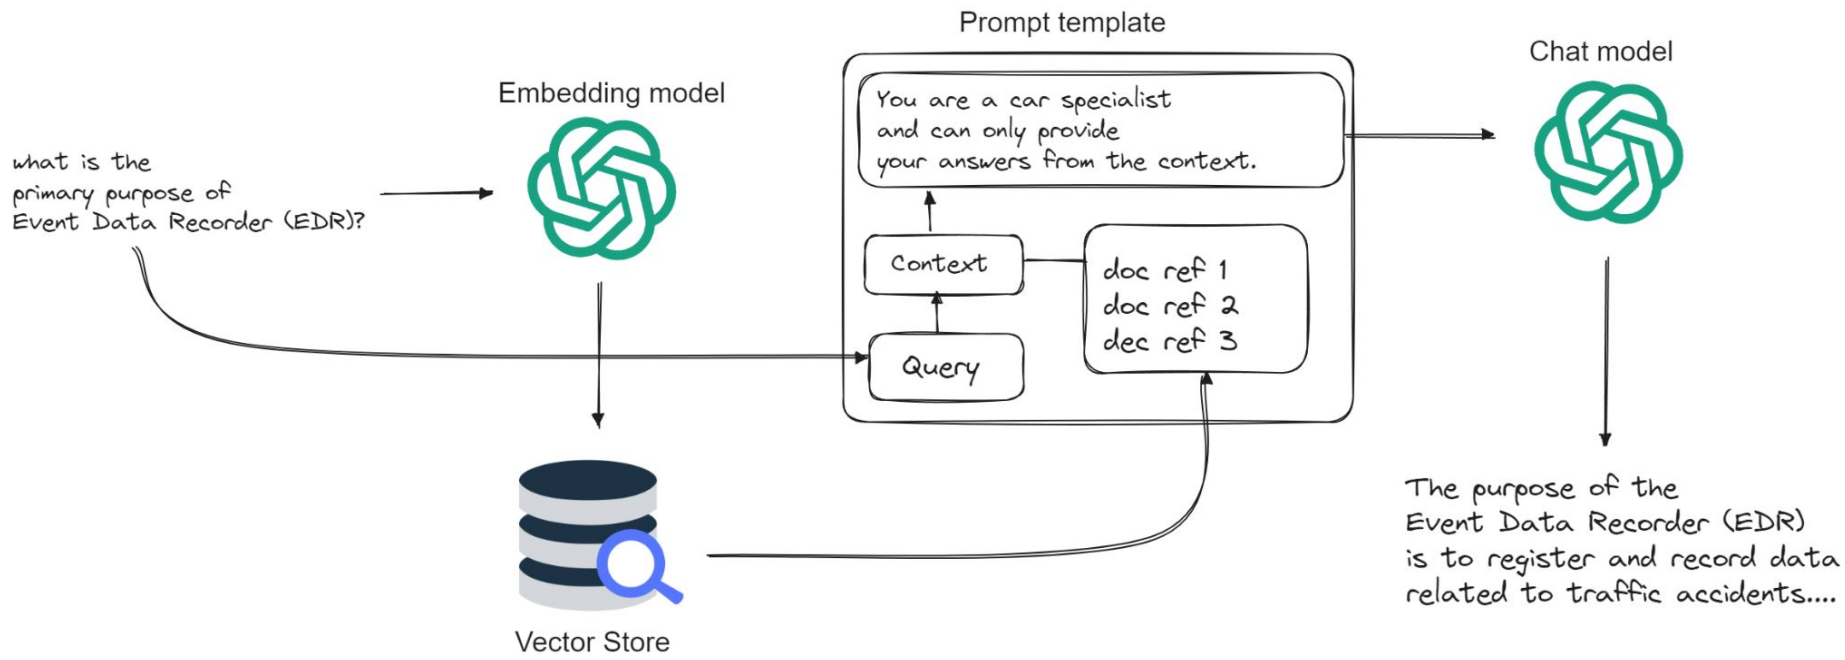 Prompt template
Chat model
Embedding model
You are a car specialist
and can only provide
your answers from the context.
what is the
primary purpose of
Event Data Recorder (EDR)?
Context
doc ref 1
doc ref 2
dec ref 3
Query
The purpose of the
Event Data Recorder (EDR)
is to register and record data
related to traffic accidents....
Vector Store